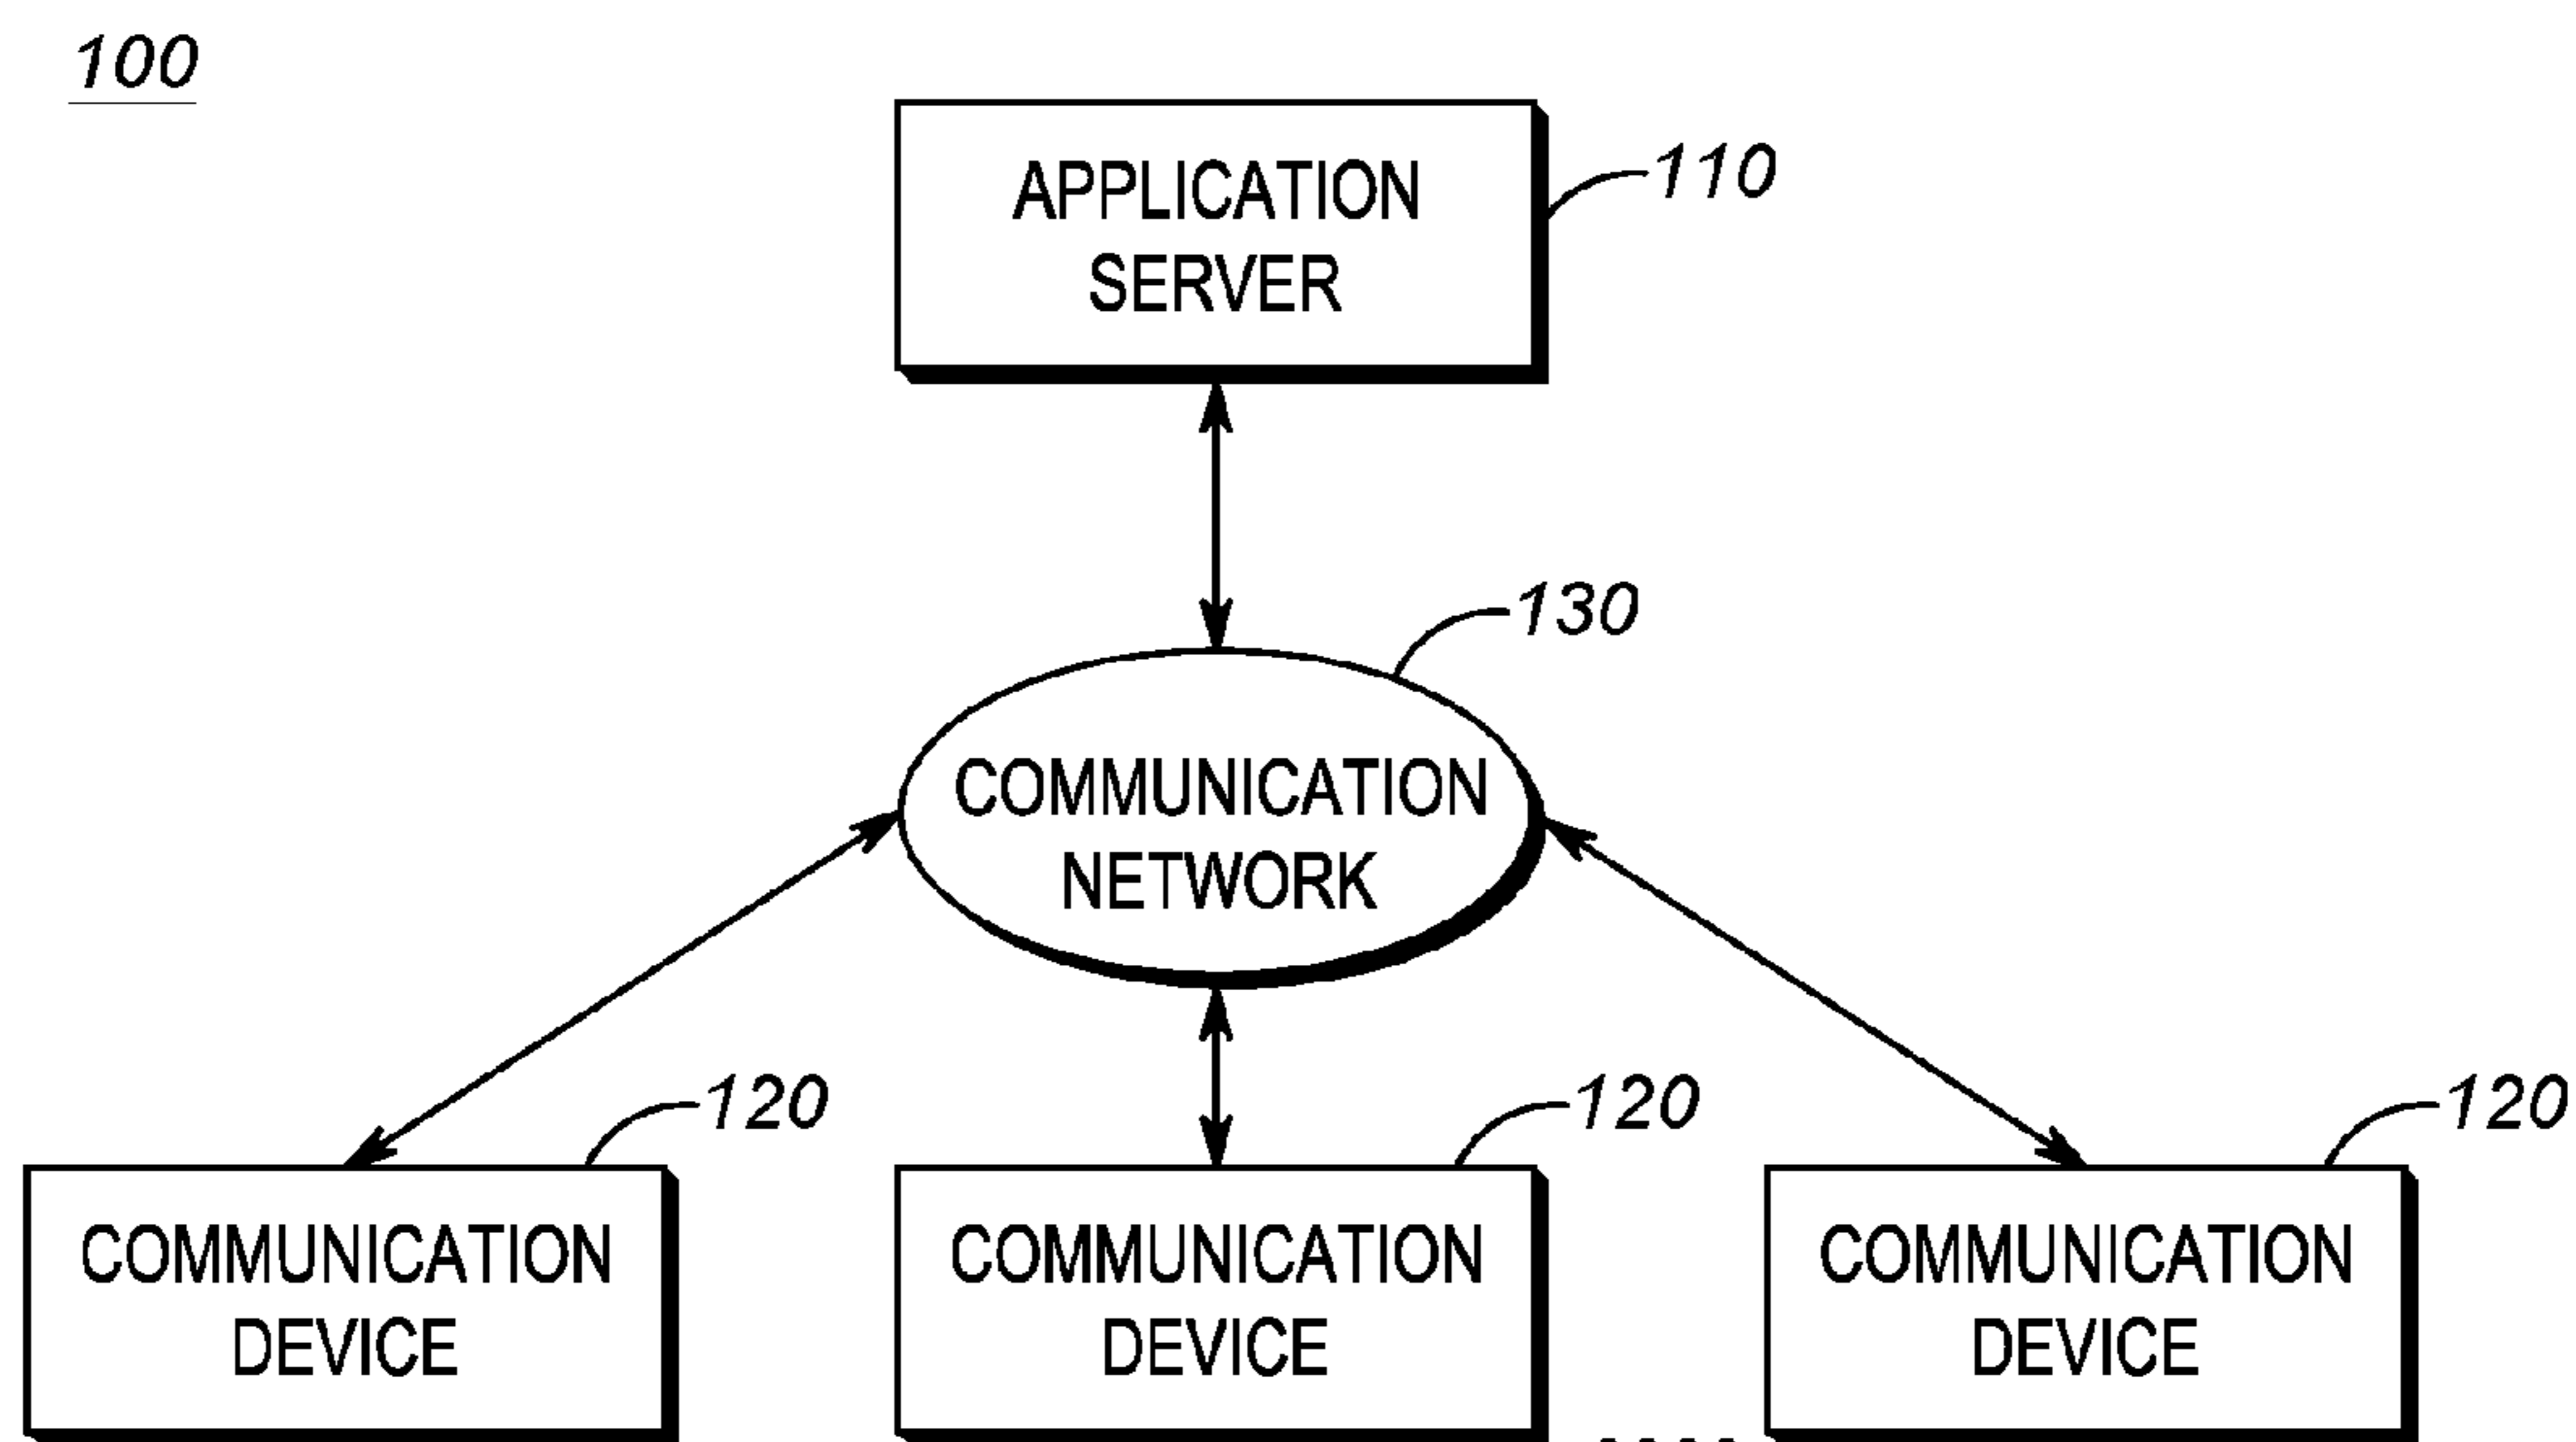 100
APPLICATION
SERVER
110
130
COMMUNICATION
NETWORK
120
120
120
COMMUNICATION
DEVICE
COMMUNICATION
DEVICE
COMMUNICATION
DEVICE